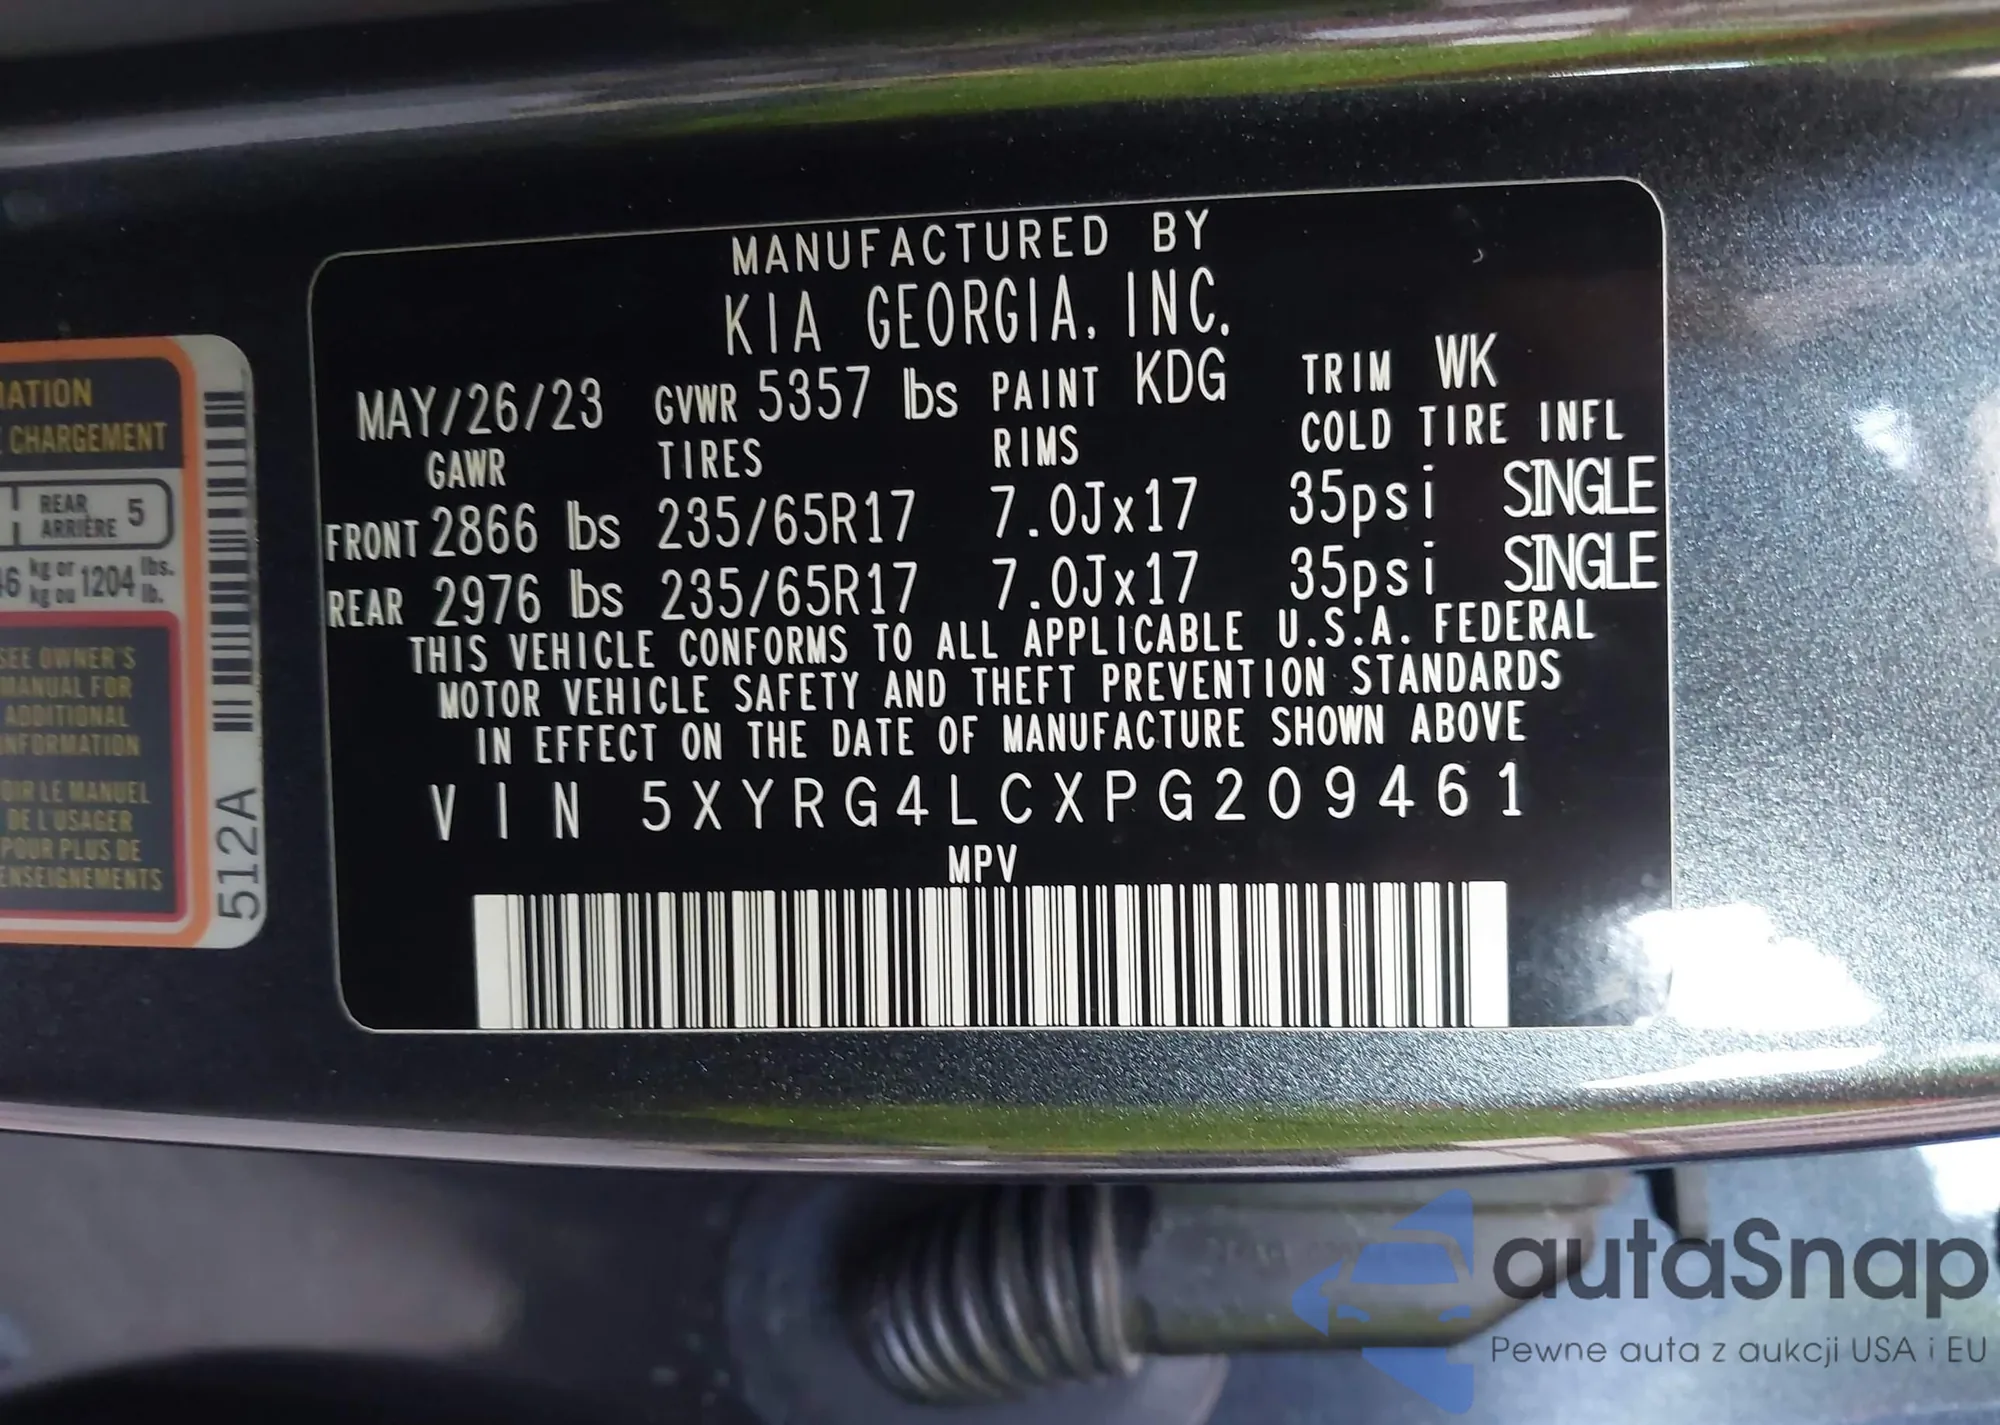 MANUFACTURED BY
KIA GEORGIA, INC.
MAY/26/23 GVWR 5357 lbs PAINT KDG TRIM WK
GAWR TIRES RIMS COLD TIRE INFL
FRONT 2866 lbs 235/65R17 7.0Jx17 35psi SINGLE
REAR 2976 lbs 235/65R17 7.0Jx17 35psi SINGLE
THIS VEHICLE CONFORMS TO ALL APPLICABLE U.S.A. FEDERAL
MOTOR VEHICLE SAFETY AND THEFT PREVENTION STANDARDS
IN EFFECT ON THE DATE OF MANUFACTURE SHOWN ABOVE
VIN 5XYRG4LCXPG209461
MPV
CHARGEMENT
REAR
ARRIÈRE 5
kg or 1204 lbs.
kg ou lb.
SEE OWNER'S
MANUAL FOR
ADDITIONAL
INFORMATION
LE MANUEL
DE L'USAGER
POUR PLUS DE
512A
autaSnap
Pewne auta z aukcji USA i EU